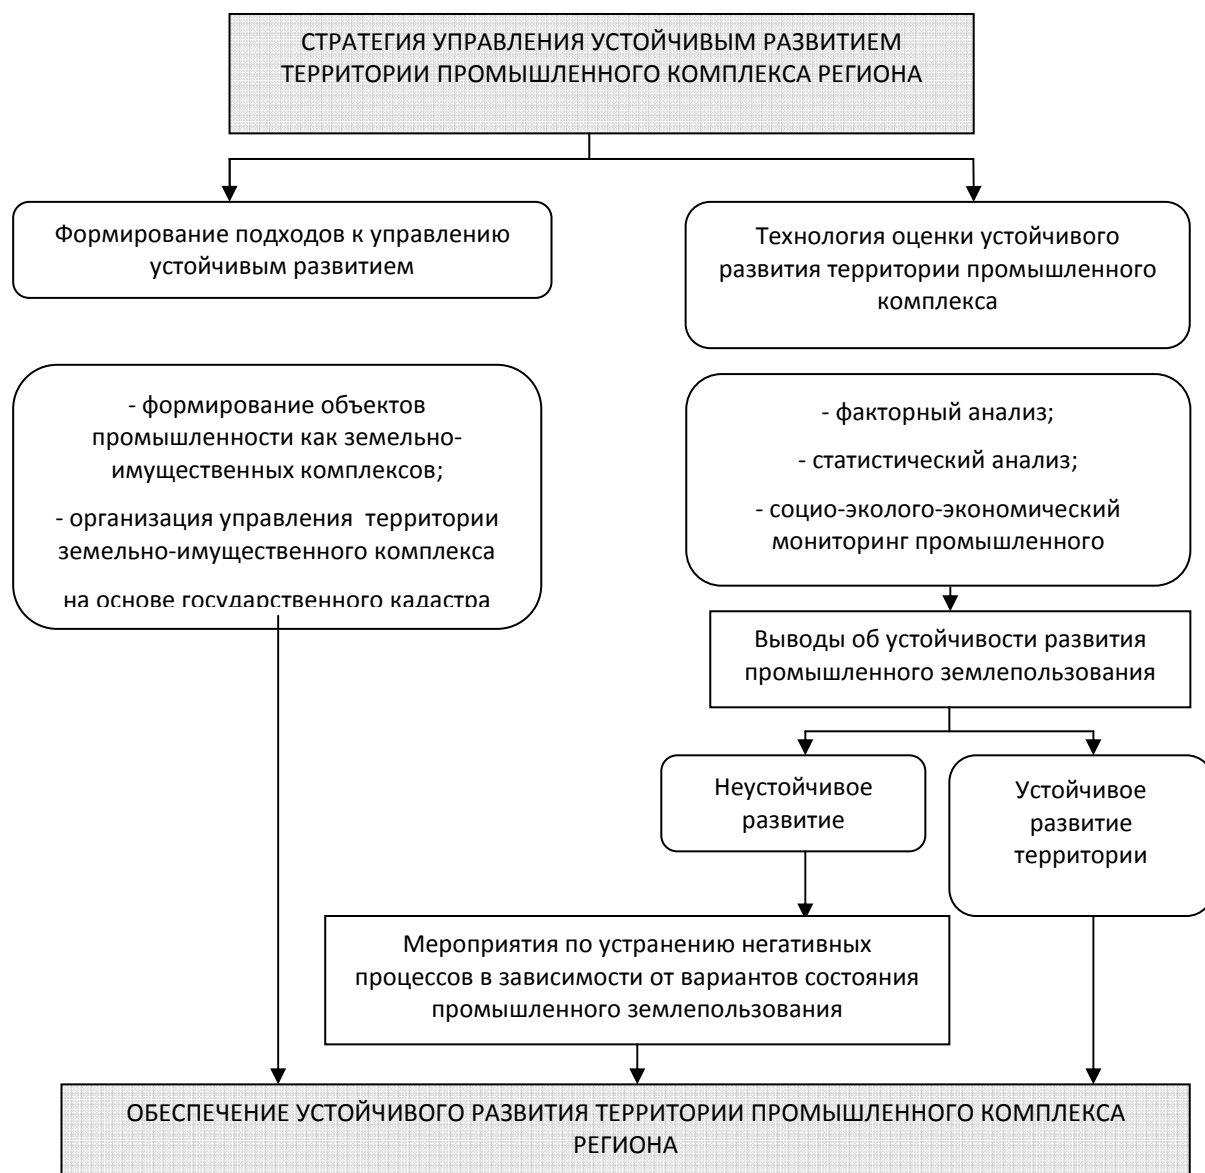 СТРАТЕГИЯ УПРАВЛЕНИЯ УСТОЙЧИВЫМ РАЗВИТИЕМ
ТЕРРИТОРИИ ПРОМЫШЛЕННОГО КОМПЛЕКСА РЕГИОНА
Формирование подходов к управлению
устойчивым развитием
Технология оценки устойчивого
развития территории промышленного
комплекса
- формирование объектов
промышленности как земельно-
имущественных комплексов;
- организация управления территории
земельно-имущественного комплекса
на основе государственного кадастра
- факторный анализ;
- статистический анализ;
- социо-эколого-экономический
мониторинг промышленного
Выводы об устойчивости развития
промышленного землепользования
Неустойчивое
развитие
Устойчивое
развитие
территории
Мероприятия по устранению негативных
процессов в зависимости от вариантов состояния
промышленного землепользования
ОБЕСПЕЧЕНИЕ УСТОЙЧИВОГО РАЗВИТИЯ ТЕРРИТОРИИ ПРОМЫШЛЕННОГО КОМПЛЕКСА
РЕГИОНА